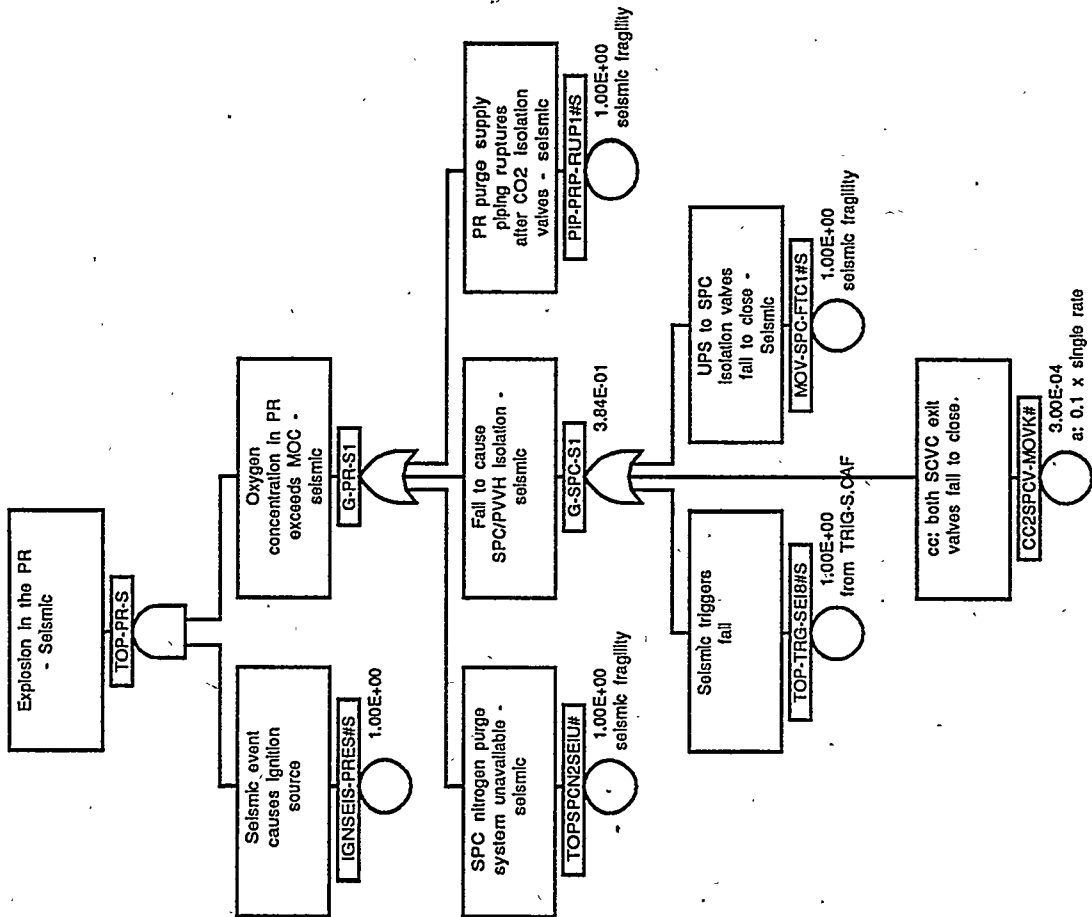 Explosion in the PR
- Seismic
TOP-PR-S
Seismic event
causes ignition
source
IGNSEIS-PRES#S
1.00E+00
Oxygen
concentration in PR
exceeds MOC -
seismic
G-PR-S1
SPC nitrogen purge
system unavailable -
seismic
TOPSPCN2SEIU#
1.00E+00
seismic fragility
Fail to cause
SPC/PVVH isolation -
seismic
G-SPC-S1
3.84E-01
PR purge supply
piping ruptures
after CO2 isolation
valves - seismic
PIP-PRP-RUP1#S
1.00E+00
seismic fragility
Seismic triggers
fail
TOP-TRG-SEI8#S
1.00E+00
from TRIG-S.CAF
UPS to SPC
isolation valves
fail to close -
Seismic
MOV-SPC-FTC1#S
1.00E+00
seismic fragility
cc: both SCVC exit
valves fail to close.
CC2SPCV-MOVK#
3.00E-04
a: 0.1 x single rate